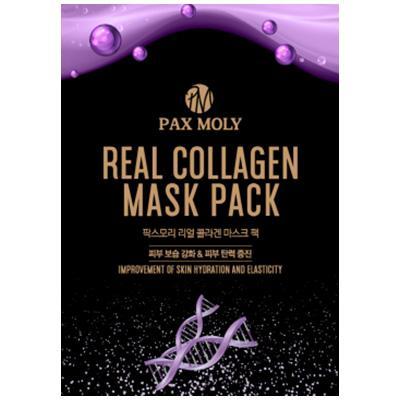 PM
PAX MOLY
REAL COLLAGEN
MASK PACK
팍스모리 리얼 콜라겐 마스크 팩
피부 보습 강화 & 피부 탄력 증진
IMPROVEMENT OF SKIN HYDRATION AND ELASTICITY